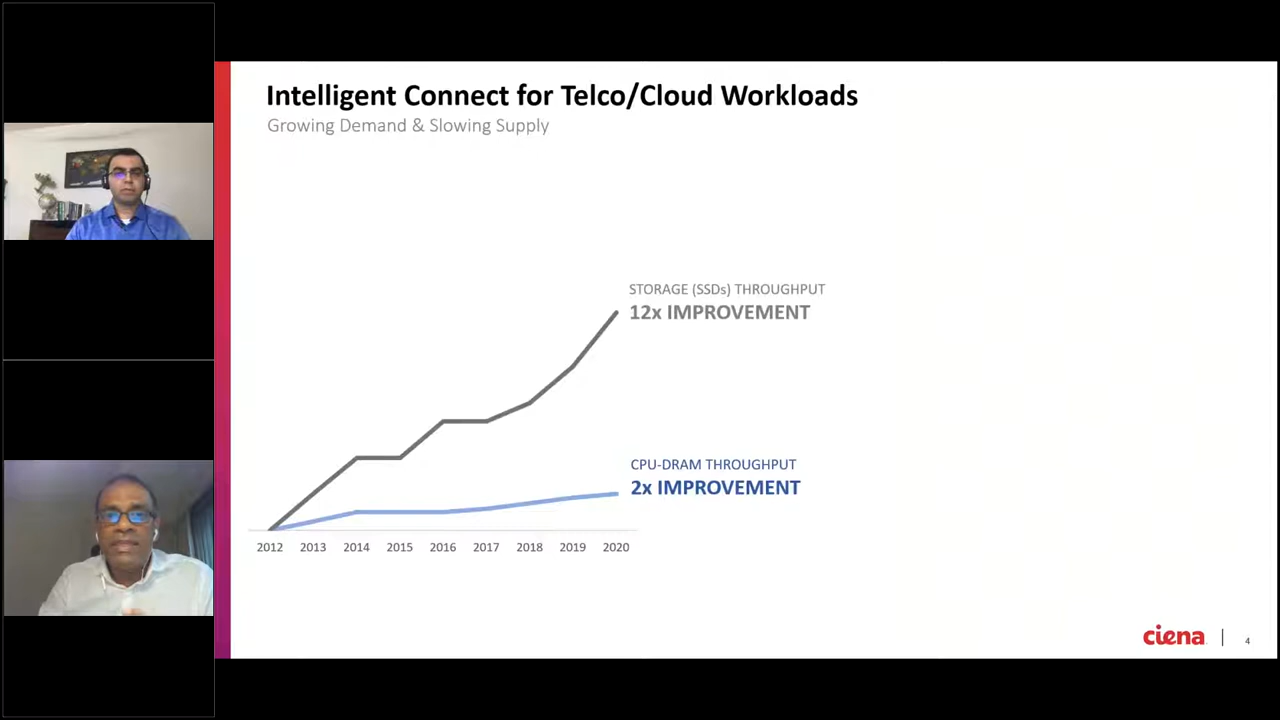 Intelligent Connect for Telco/Cloud Workloads
Growing Demand & Slowing Supply
STORAGE (SSDs) THROUGHPUT
12x IMPROVEMENT
CPU-DRAM THROUGHPUT
2x IMPROVEMENT
2012 2013 2014 2015 2016 2017 2018 2019 2020
ciena | 4